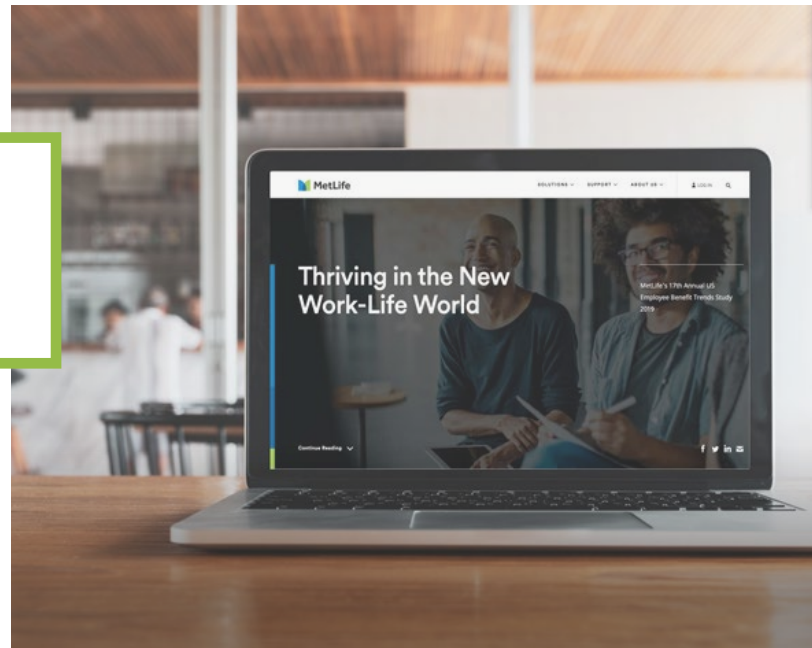 MetLife
SOLUTIONS SUPPORT ABOUT US LOG IN
Thriving in the New
Work-Life World
MetLife's 17th Annual US
Employee Benefit Trends Study
2019
Continue Reading
f in